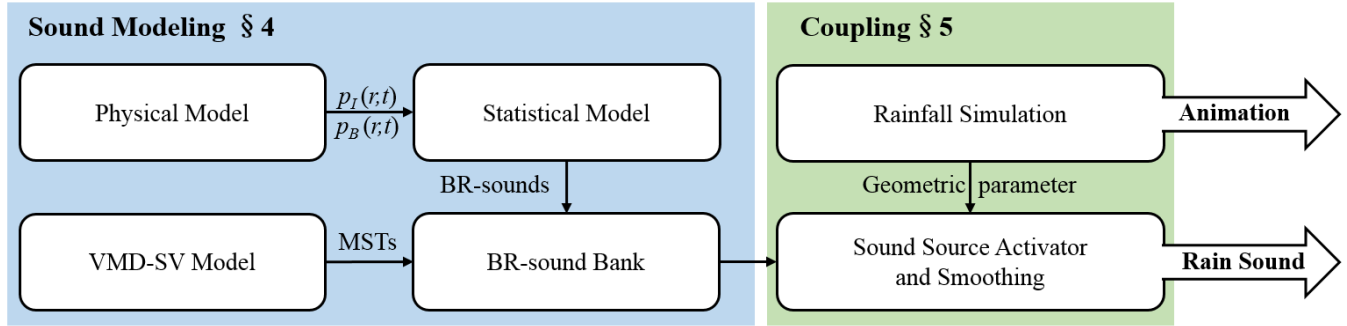 Sound Modeling § 4
Coupling § 5
Physical Model
p_I(r,t)
p_B(r,t)
Statistical Model
Rainfall Simulation
Animation
BR-sounds
Geometric parameter
VMD-SV Model
MSTs
BR-sound Bank
Sound Source Activator
and Smoothing
Rain Sound